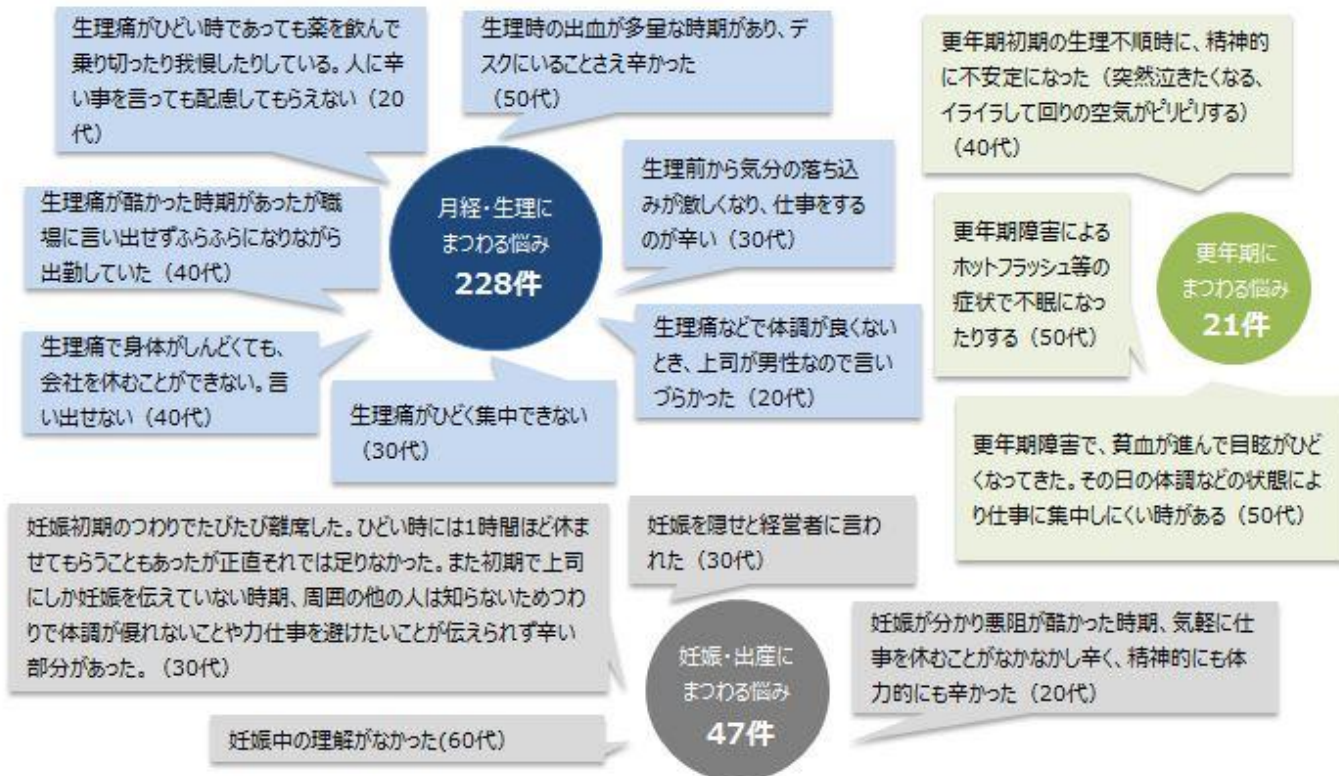 生理痛がひどい時であっても薬を飲んで
乗り切ったり我慢したりしている。人に辛
い事を言っても配慮してもらえない（20
代）
生理時の出血が多量な時期があり、デ
スクにいることさえ辛かった
（50代）
生理痛が酷かった時期があったが職
場に言い出せずふらふらになりながら
出勤していた（40代）
月経・生理に
まつわる悩み
228件
生理前から気分の落ち込
みが激しくなり、仕事をする
のが辛い（30代）
生理痛で身体がしんどくても、
会社を休むことができない。言
い出せない（40代）
生理痛がひどく集中できない
（30代）
生理痛などで体調が良くない
とき、上司が男性なので言い
づらかった（20代）
更年期初期の生理不順時に、精神的
に不安定になった（突然泣きたくなる、
イライラして回りの空気がピリピリする）
（40代）
更年期障害による
ホットフラッシュ等の
症状で不眠になっ
たりする（50代）
更年期に
まつわる悩み
21件
更年期障害で、貧血が進んで目眩がひど
くなってきた。その日の体調などの状態によ
り仕事に集中しにくい時がある（50代）
妊娠初期のつわりでたびたび離席した。ひどい時には1時間ほど休ま
せてもらうこともあったが正直それでは足りなかった。また初期で上司
にしか妊娠を伝えていない時期、周囲の他の人は知らないためつわ
りで体調が優れないことや力仕事を避けたいことが伝えられず辛い
部分があった。（30代）
妊娠を隠せと経営者に言わ
れた（30代）
妊娠・出産に
まつわる悩み
47件
妊娠が分かり悪阻が酷かった時期、気軽に仕
事を休むことがなかなかし辛く、精神的にも体
力的にも辛かった（20代）
妊娠中の理解がなかった(60代)